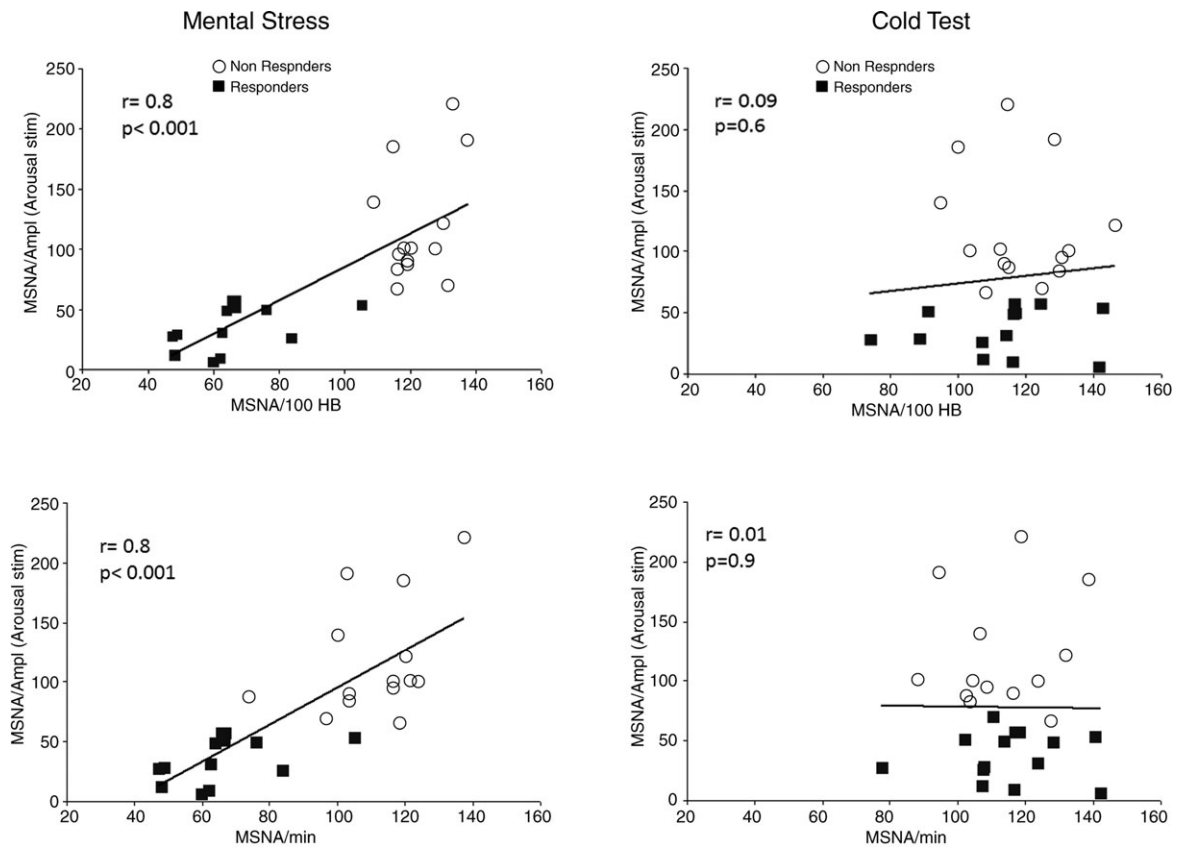 Mental Stress
Cold Test
○ Non Respnders
■ Responders
r= 0.8
p< 0.001
MSNA/Ampl (Arousal stim)
250
200
150
100
50
0
20 40 60 80 100 120 140 160
MSNA/100 HB
○ Non Respnders
■ Responders
r= 0.09
p=0.6
MSNA/Ampl (Arousal stim)
250
200
150
100
50
0
20 40 60 80 100 120 140 160
MSNA/100 HB
r= 0.8
p< 0.001
MSNA/Ampl (Arousal stim)
250
200
150
100
50
0
20 40 60 80 100 120 140 160
MSNA/min
r= 0.01
p=0.9
MSNA/Ampl (Arousal stim)
250
200
150
100
50
0
20 40 60 80 100 120 140 160
MSNA/min